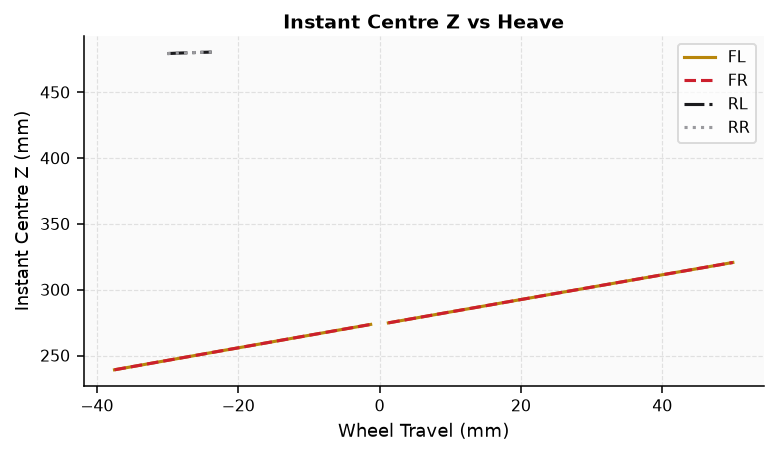 Instant Centre Z vs Heave
Instant Centre Z (mm)
450
400
350
300
250
−40
−20
0
20
40
Wheel Travel (mm)
FL
FR
RL
RR